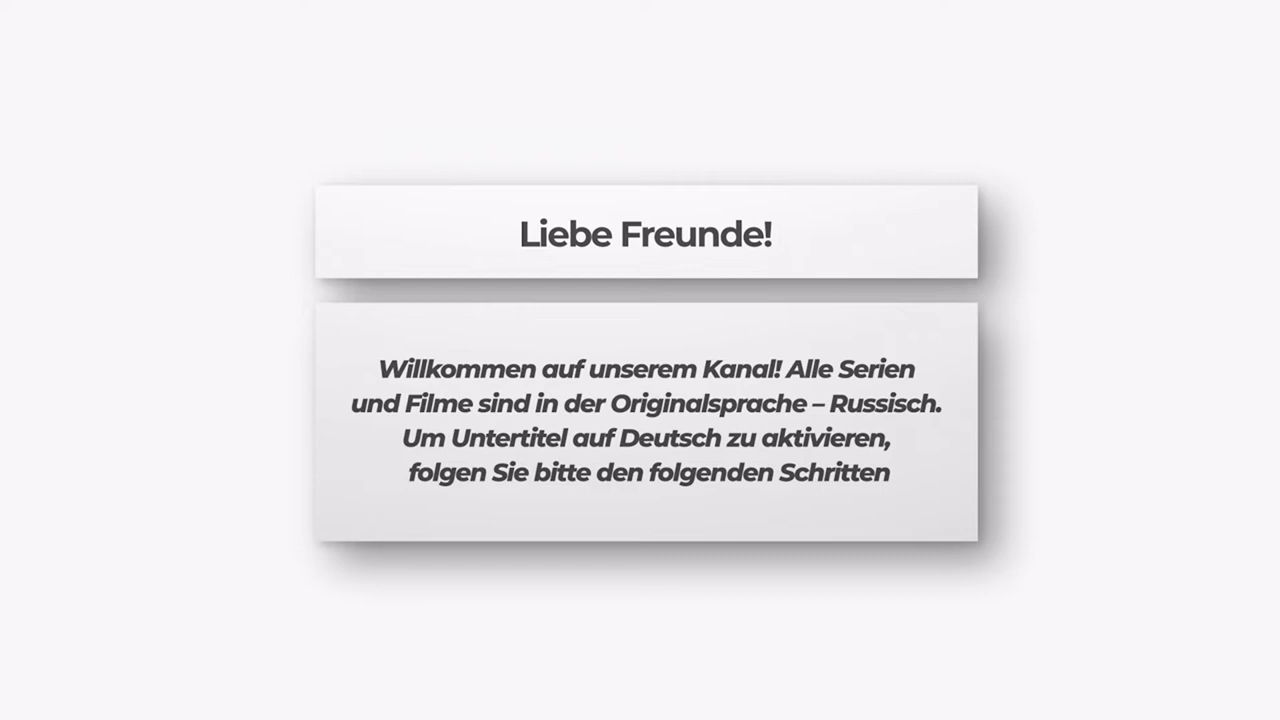 Liebe Freunde!
Willkommen auf unserem Kanal! Alle Serien
und Filme sind in der Originalsprache – Russisch.
Um Untertitel auf Deutsch zu aktivieren,
folgen Sie bitte den folgenden Schritten